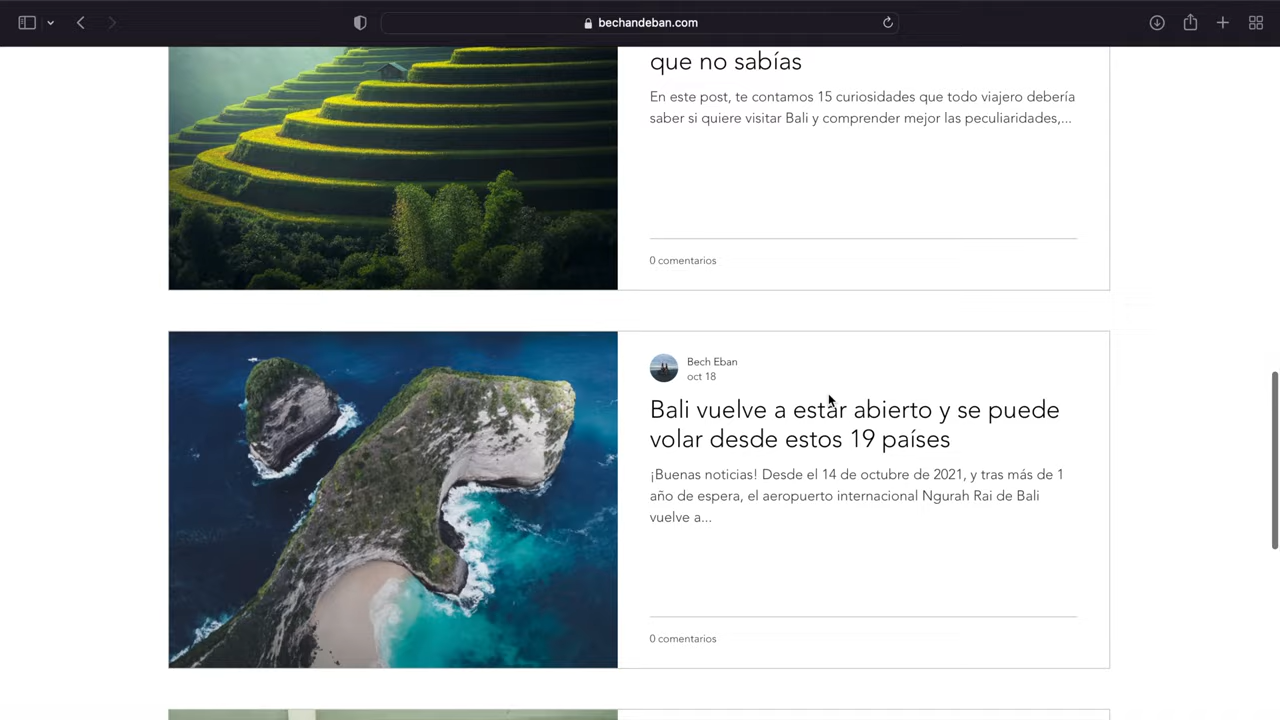 bechandeban.com
que no sabías
En este post, te contamos 15 curiosidades que todo viajero debería
saber si quiere visitar Bali y comprender mejor las peculiaridades,...
0 comentarios
Bech Eban
oct 18
Bali vuelve a estar abierto y se puede
volar desde estos 19 países
¡Buenas noticias! Desde el 14 de octubre de 2021, y tras más de 1
año de espera, el aeropuerto internacional Ngurah Rai de Bali
vuelve a...
0 comentarios